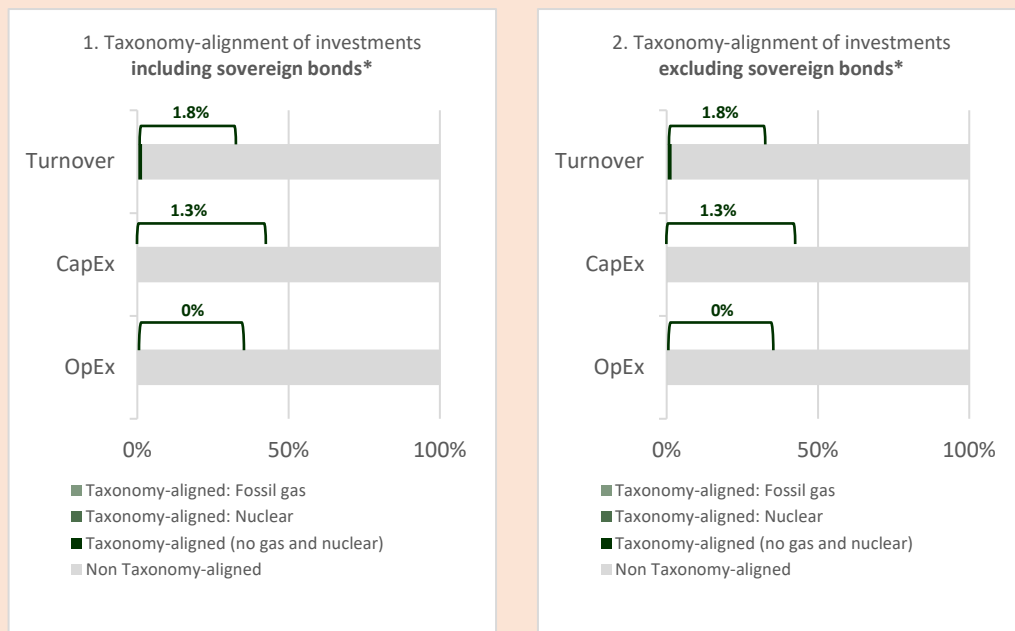 1. Taxonomy-alignment of investments
including sovereign bonds*
1.8%
Turnover
1.3%
CapEx
0%
OpEx
0% 50% 100%
Taxonomy-aligned: Fossil gas
Taxonomy-aligned: Nuclear
Taxonomy-aligned (no gas and nuclear)
Non Taxonomy-aligned
2. Taxonomy-alignment of investments
excluding sovereign bonds*
1.8%
Turnover
1.3%
CapEx
0%
OpEx
0% 50% 100%
Taxonomy-aligned: Fossil gas
Taxonomy-aligned: Nuclear
Taxonomy-aligned (no gas and nuclear)
Non Taxonomy-aligned